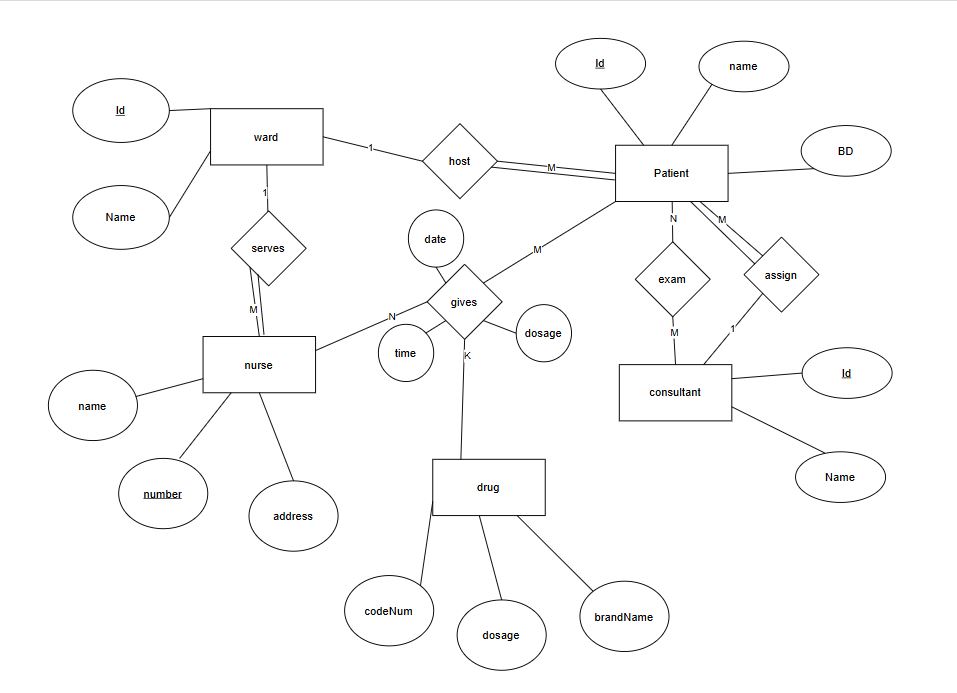 Id
name
Id
ward
BD
1
host
M
Patient
Name
1
date
M
N
M
serves
exam
assign
gives
M
N
dosage
time
K
M
1
nurse
Id
consultant
name
Name
number
address
drug
codeNum
dosage
brandName